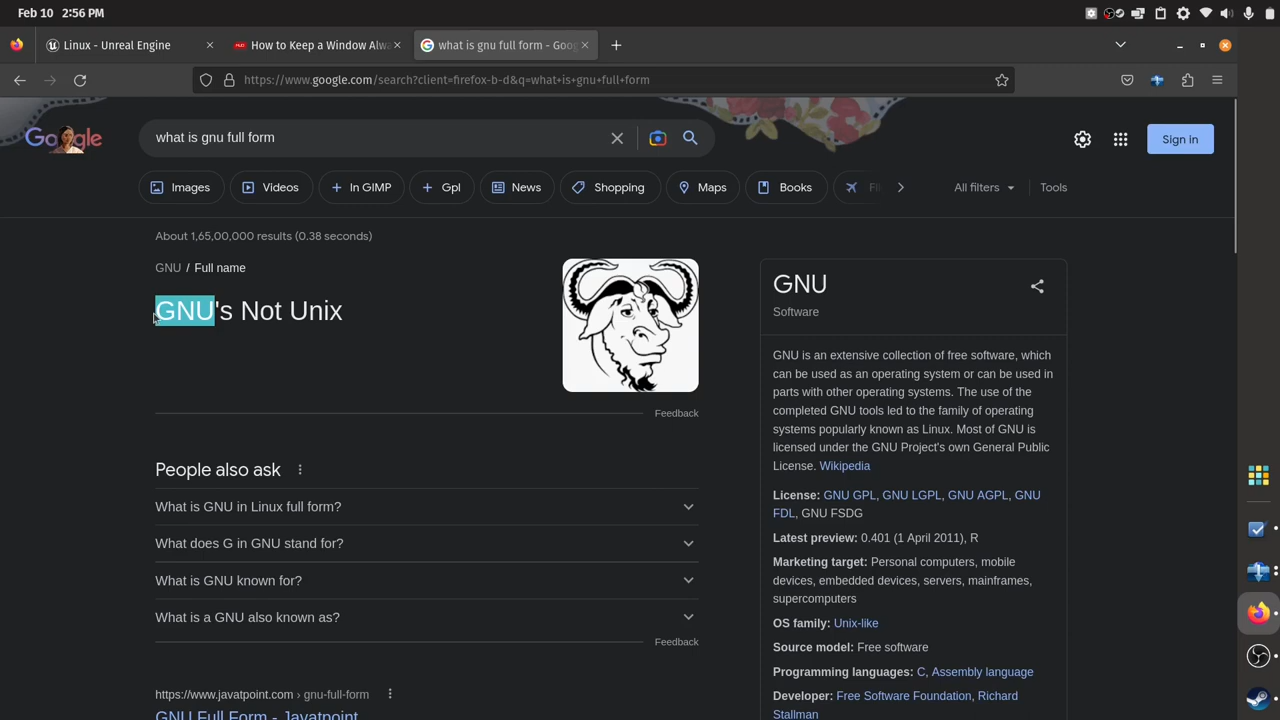 Feb 10 2:56 PM
Linux - Unreal Engine
How to Keep a Window Alwa
what is gnu full form - Goog
https://www.google.com/search?client=firefox-b-d&q=what+is+gnu+full+form
Google
what is gnu full form
Sign in
Images
Videos
In GIMP
Gpl
News
Shopping
Maps
Books
All filters
Tools
About 1,65,00,000 results (0.38 seconds)
GNU / Full name
GNU's Not Unix
Feedback
People also ask
What is GNU in Linux full form?
What does G in GNU stand for?
What is GNU known for?
What is a GNU also known as?
Feedback
https://www.javatpoint.com › gnu-full-form
GNU Full Form - Javatpoint
GNU
Software
GNU is an extensive collection of free software, which
can be used as an operating system or can be used in
parts with other operating systems. The use of the
completed GNU tools led to the family of operating
systems popularly known as Linux. Most of GNU is
licensed under the GNU Project's own General Public
License. Wikipedia
License: GNU GPL, GNU LGPL, GNU AGPL, GNU
FDL, GNU FSDG
Latest preview: 0.401 (1 April 2011), R
Marketing target: Personal computers, mobile
devices, embedded devices, servers, mainframes,
supercomputers
OS family: Unix-like
Source model: Free software
Programming languages: C, Assembly language
Developer: Free Software Foundation, Richard
Stallman